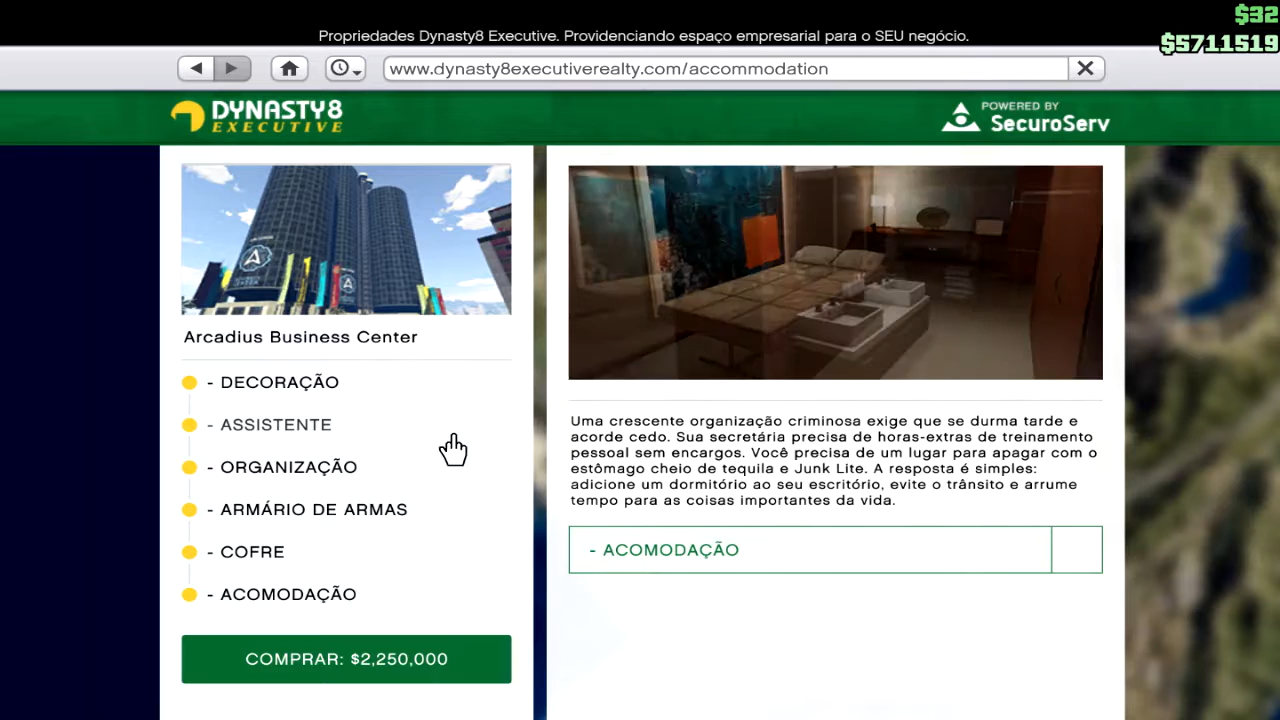 $32
$5711519
Propriedades Dynasty8 Executive. Providenciando espaço empresarial para o SEU negócio.
www.dynasty8executiverealty.com/accommodation
DYNASTY8
EXECUTIVE
POWERED BY
SecuroServ
A
A
Arcadius Business Center
- DECORAÇÃO
- ASSISTENTE
- ORGANIZAÇÃO
- ARMÁRIO DE ARMAS
- COFRE
- ACOMODAÇÃO
COMPRAR: $2,250,000
Uma crescente organização criminosa exige que se durma tarde e
acorde cedo. Sua secretária precisa de horas-extras de treinamento
pessoal sem encargos. Você precisa de um lugar para apagar com o
estômago cheio de tequila e Junk Lite. A resposta é simples:
adicione um dormitório ao seu escritório, evite o trânsito e arrume
tempo para as coisas importantes da vida.
- ACOMODAÇÃO